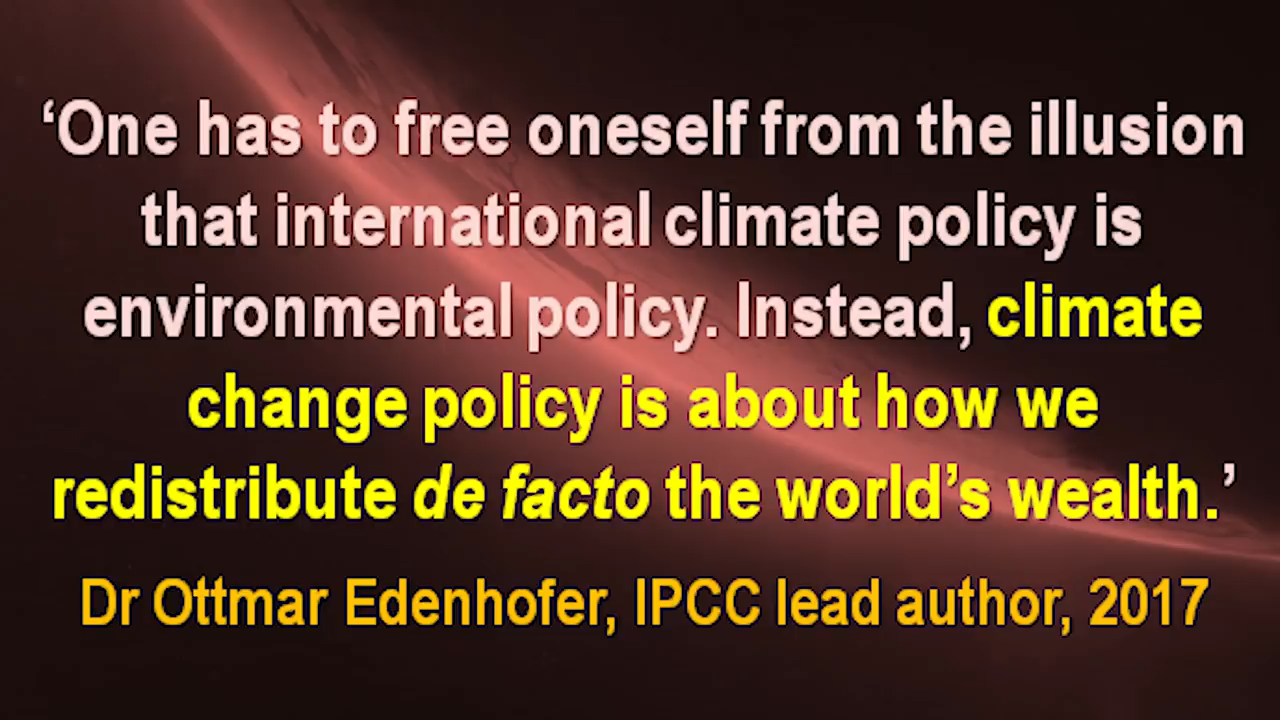 ‘One has to free oneself from the illusion
that international climate policy is
environmental policy. Instead, climate
change policy is about how we
redistribute de facto the world’s wealth.’
Dr Ottmar Edenhofer, IPCC lead author, 2017